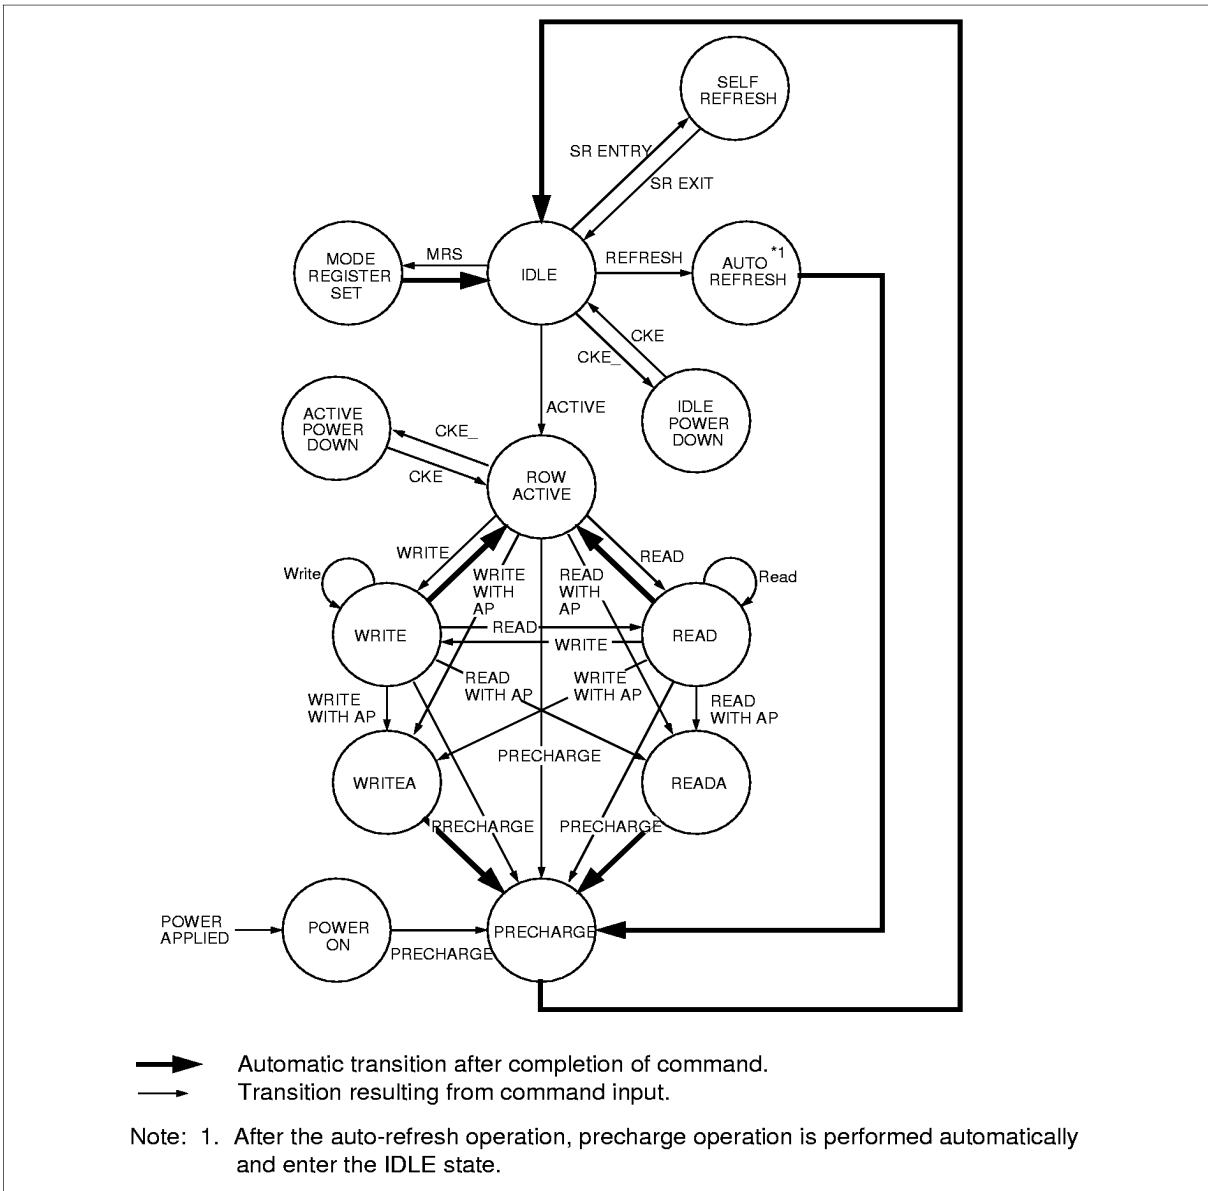 SELF
REFRESH
SR ENTRY
SR EXIT
MODE
REGISTER
SET
MRS
IDLE
REFRESH
AUTO *1
REFRESH
CKE
CKE_
ACTIVE
IDLE
POWER
DOWN
ACTIVE
POWER
DOWN
CKE_
CKE
ROW
ACTIVE
WRITE
READ
Write
WRITE
WITH
AP
READ
WITH
AP
Read
WRITE
READ
WRITE
READ
READ
WITH AP
WRITE
WITH AP
WRITE
WITH AP
READ
WITH AP
PRECHARGE
WRITEA
READA
PRECHARGE
PRECHARGE
POWER
APPLIED
POWER
ON
PRECHARGE
PRECHARGE
Automatic transition after completion of command.
Transition resulting from command input.
Note: 1. After the auto-refresh operation, precharge operation is performed automatically
and enter the IDLE state.